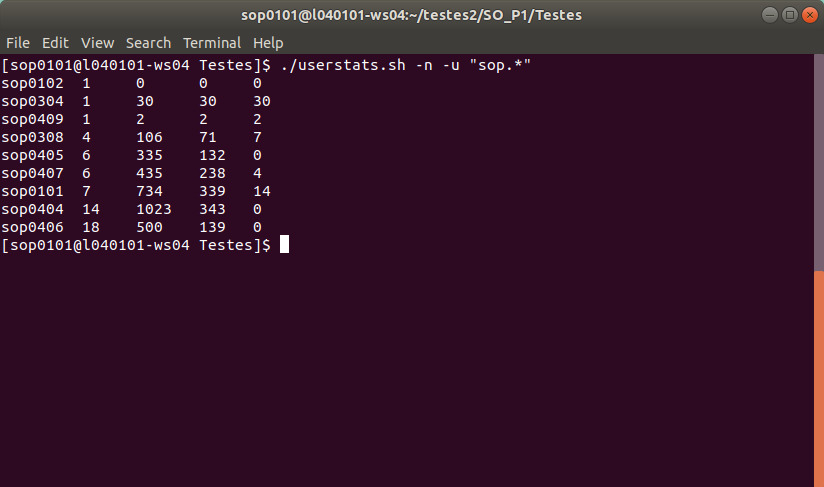 sop0101@l040101-ws04:~/testes2/SO_P1/Testes
File Edit View Search Terminal Help
[sop0101@l040101-ws04 Testes]$ ./userstats.sh -n -u "sop.*"
sop0102 1 0 0 0
sop0304 1 30 30 30
sop0409 1 2 2 2
sop0308 4 106 71 7
sop0405 6 335 132 0
sop0407 6 435 238 4
sop0101 7 734 339 14
sop0404 14 1023 343 0
sop0406 18 500 139 0
[sop0101@l040101-ws04 Testes]$